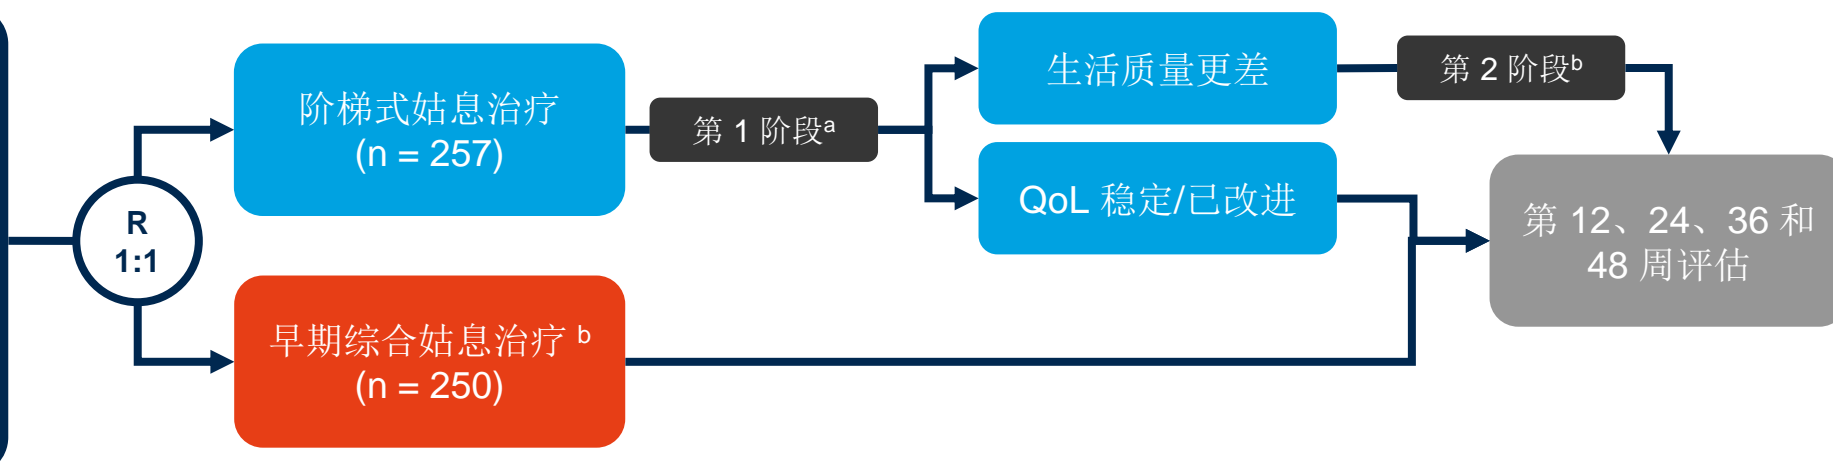 R
1:1
阶梯式姑息治疗
(n = 257)
第 1 阶段ᵃ
生活质量更差
第 2 阶段ᵇ
QoL 稳定/已改进
早期综合姑息治疗 ᵇ
(n = 250)
第 12、24、36 和
48 周评估